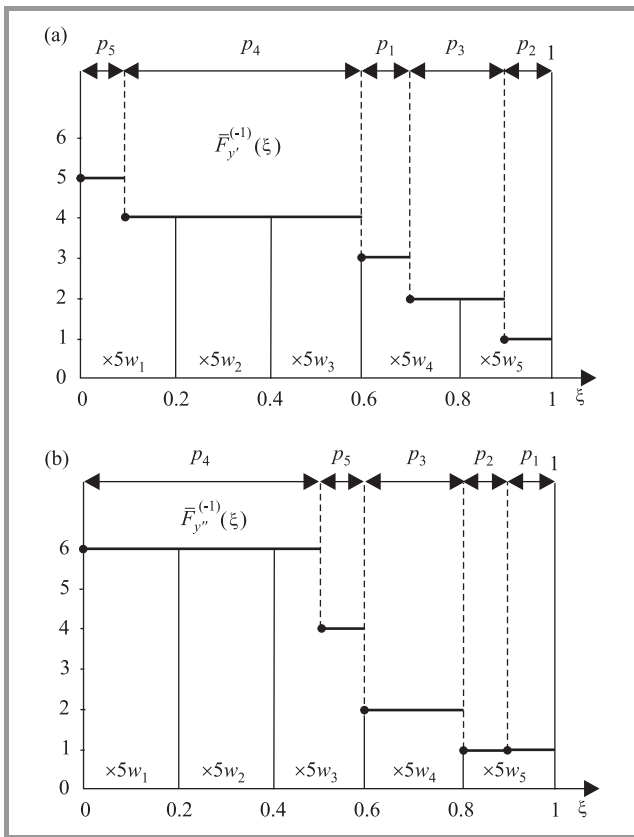 (a)
p5 p4 p1 p3 p2 1
F̅y′(-1)(ξ)
6
5
4
3
2
1
0
×5w1 ×5w2 ×5w3 ×5w4 ×5w5
0 0.2 0.4 0.6 0.8 1 ξ
(b)
p4 p5 p3 p2 p1 1
F̅y″(-1)(ξ)
6
5
4
3
2
1
0
×5w1 ×5w2 ×5w3 ×5w4 ×5w5
0 0.2 0.4 0.6 0.8 1 ξ